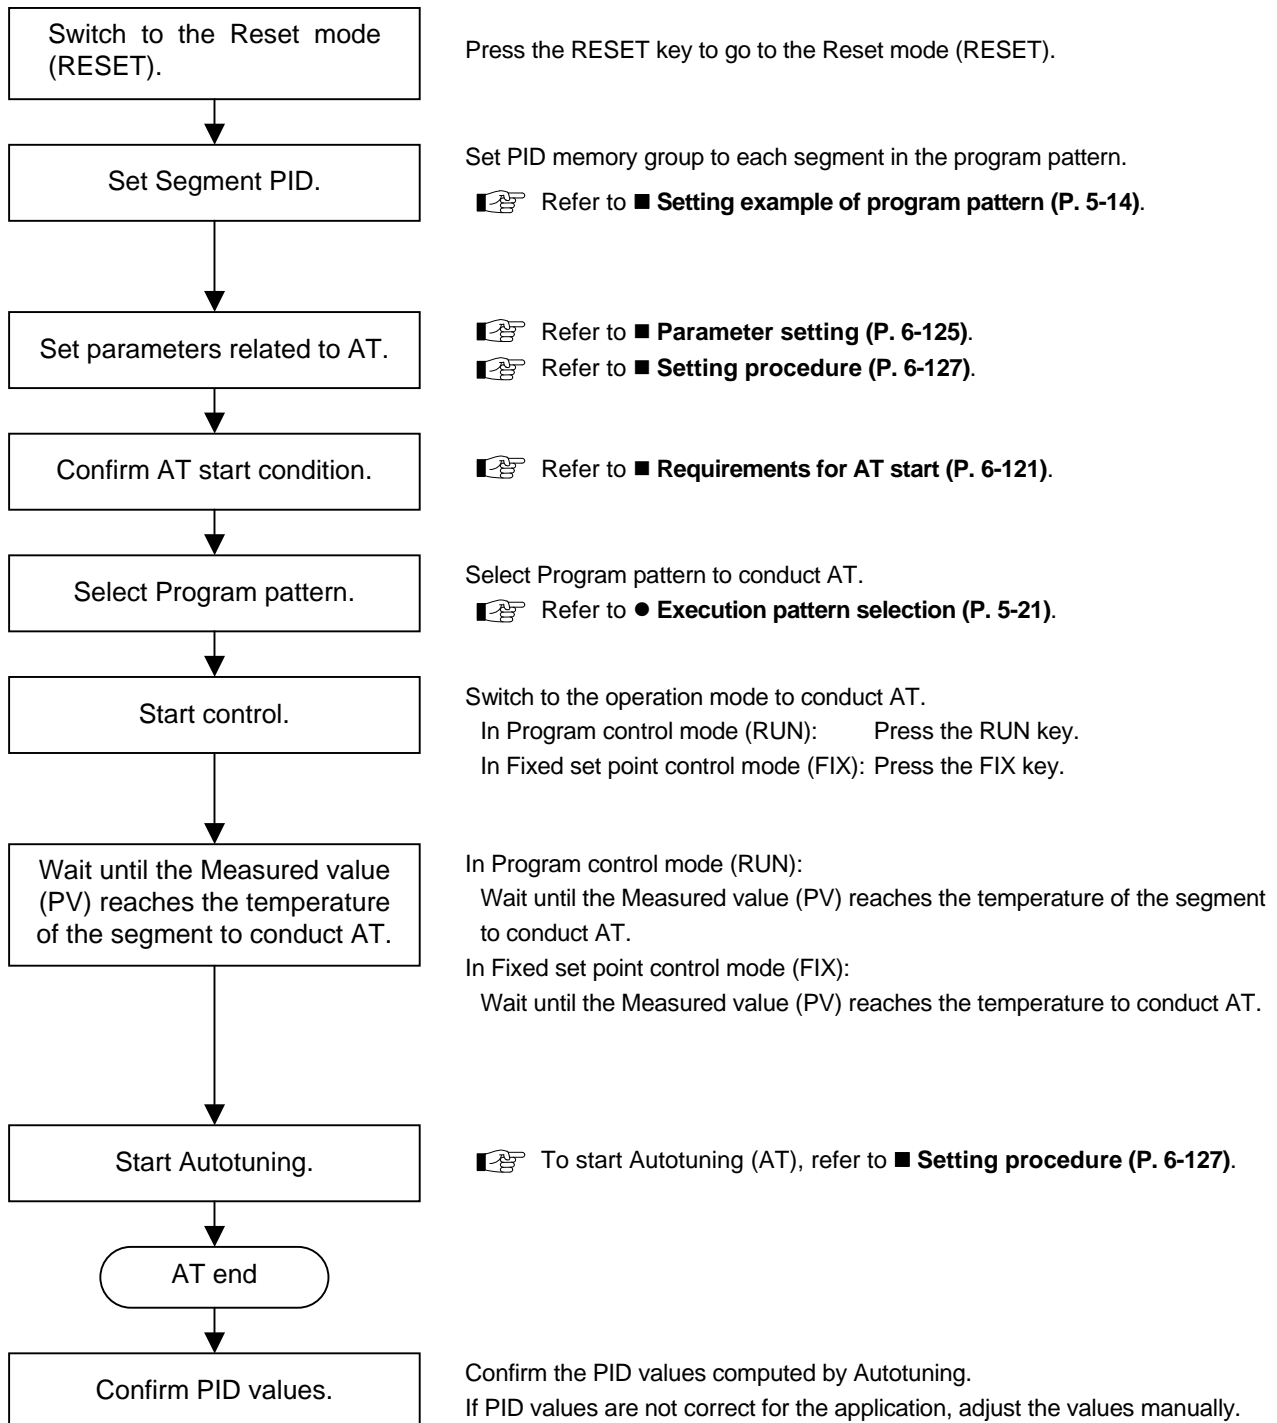 Switch to the Reset mode
(RESET).
Press the RESET key to go to the Reset mode (RESET).
Set Segment PID.
Set PID memory group to each segment in the program pattern.
Refer to ■ Setting example of program pattern (P. 5-14).
Set parameters related to AT.
Refer to ■ Parameter setting (P. 6-125).
Refer to ■ Setting procedure (P. 6-127).
Confirm AT start condition.
Refer to ■ Requirements for AT start (P. 6-121).
Select Program pattern.
Select Program pattern to conduct AT.
Refer to ● Execution pattern selection (P. 5-21).
Start control.
Switch to the operation mode to conduct AT.
In Program control mode (RUN): Press the RUN key.
In Fixed set point control mode (FIX): Press the FIX key.
Wait until the Measured value
(PV) reaches the temperature
of the segment to conduct AT.
In Program control mode (RUN):
Wait until the Measured value (PV) reaches the temperature of the segment
to conduct AT.
In Fixed set point control mode (FIX):
Wait until the Measured value (PV) reaches the temperature to conduct AT.
Start Autotuning.
To start Autotuning (AT), refer to ■ Setting procedure (P. 6-127).
AT end
Confirm PID values.
Confirm the PID values computed by Autotuning.
If PID values are not correct for the application, adjust the values manually.